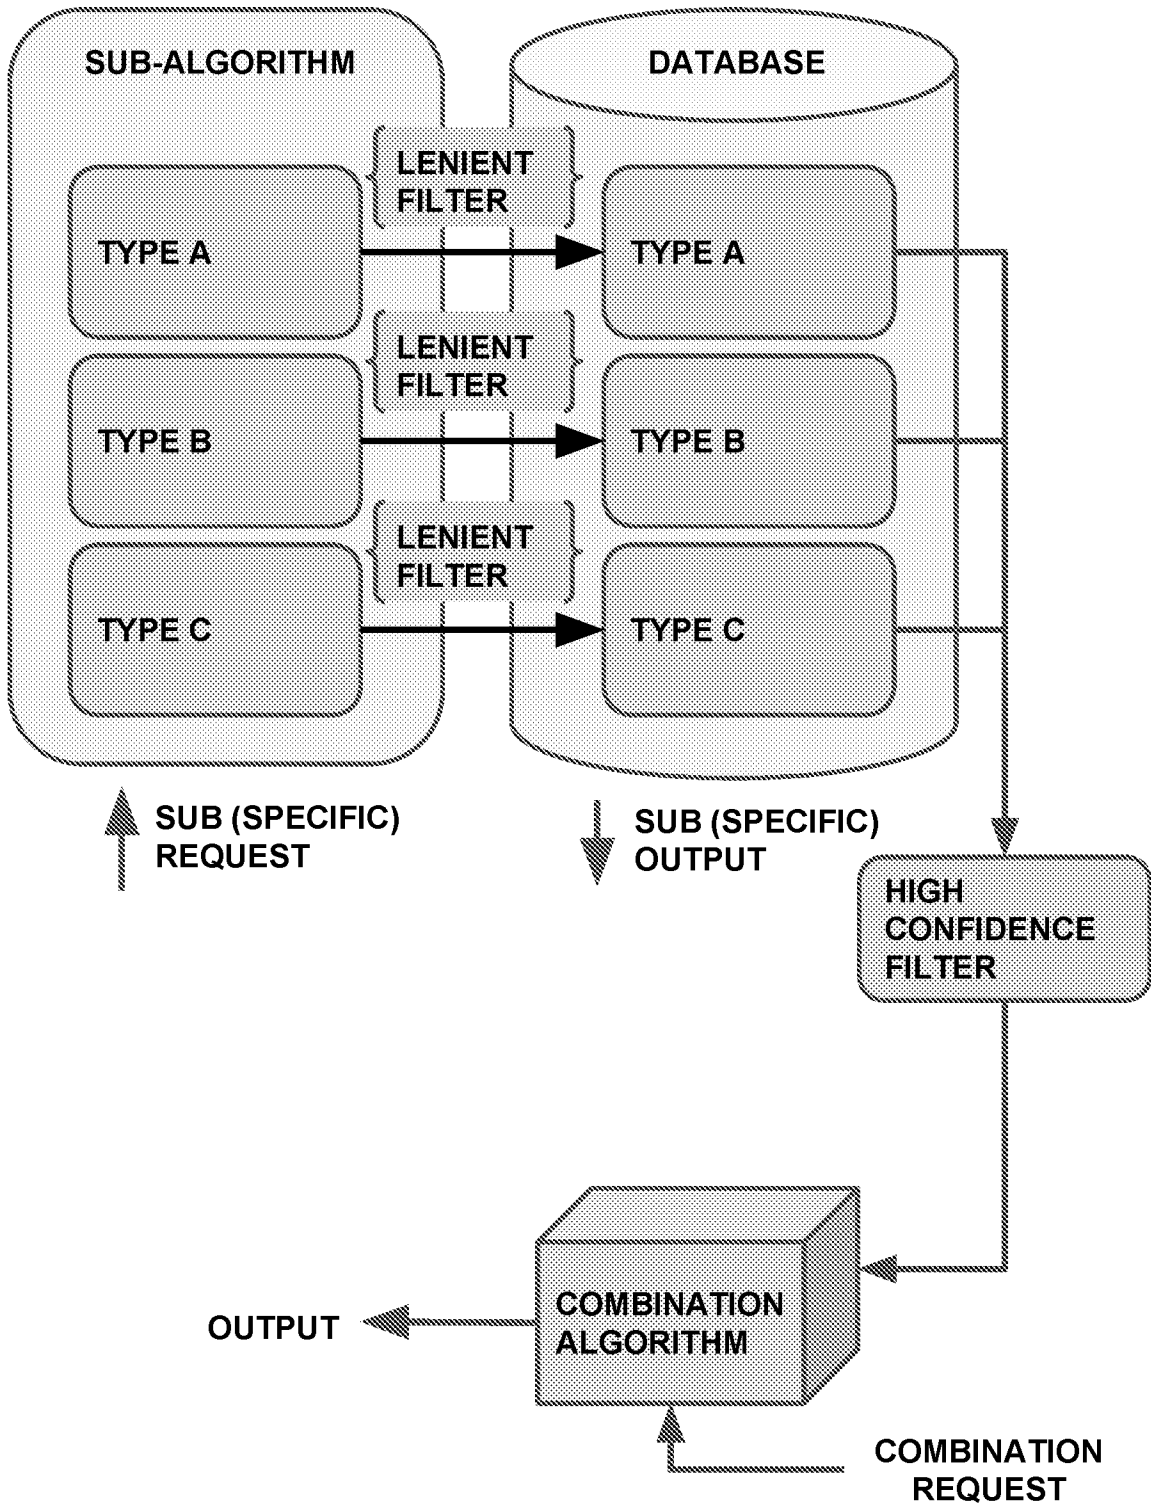 SUB-ALGORITHM
DATABASE
LENIENT
FILTER
TYPE A
TYPE A
LENIENT
FILTER
TYPE B
TYPE B
LENIENT
FILTER
TYPE C
TYPE C
SUB (SPECIFIC)
REQUEST
SUB (SPECIFIC)
OUTPUT
HIGH
CONFIDENCE
FILTER
COMBINATION
ALGORITHM
OUTPUT
COMBINATION
REQUEST